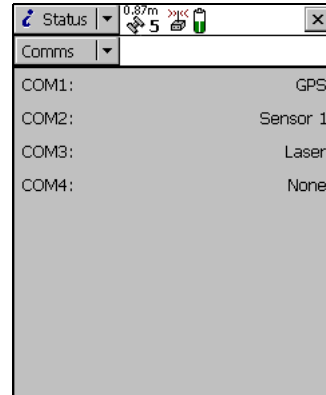 i Status 0.87m 5
Comms
COM1: GPS
COM2: Sensor 1
COM3: Laser
COM4: None